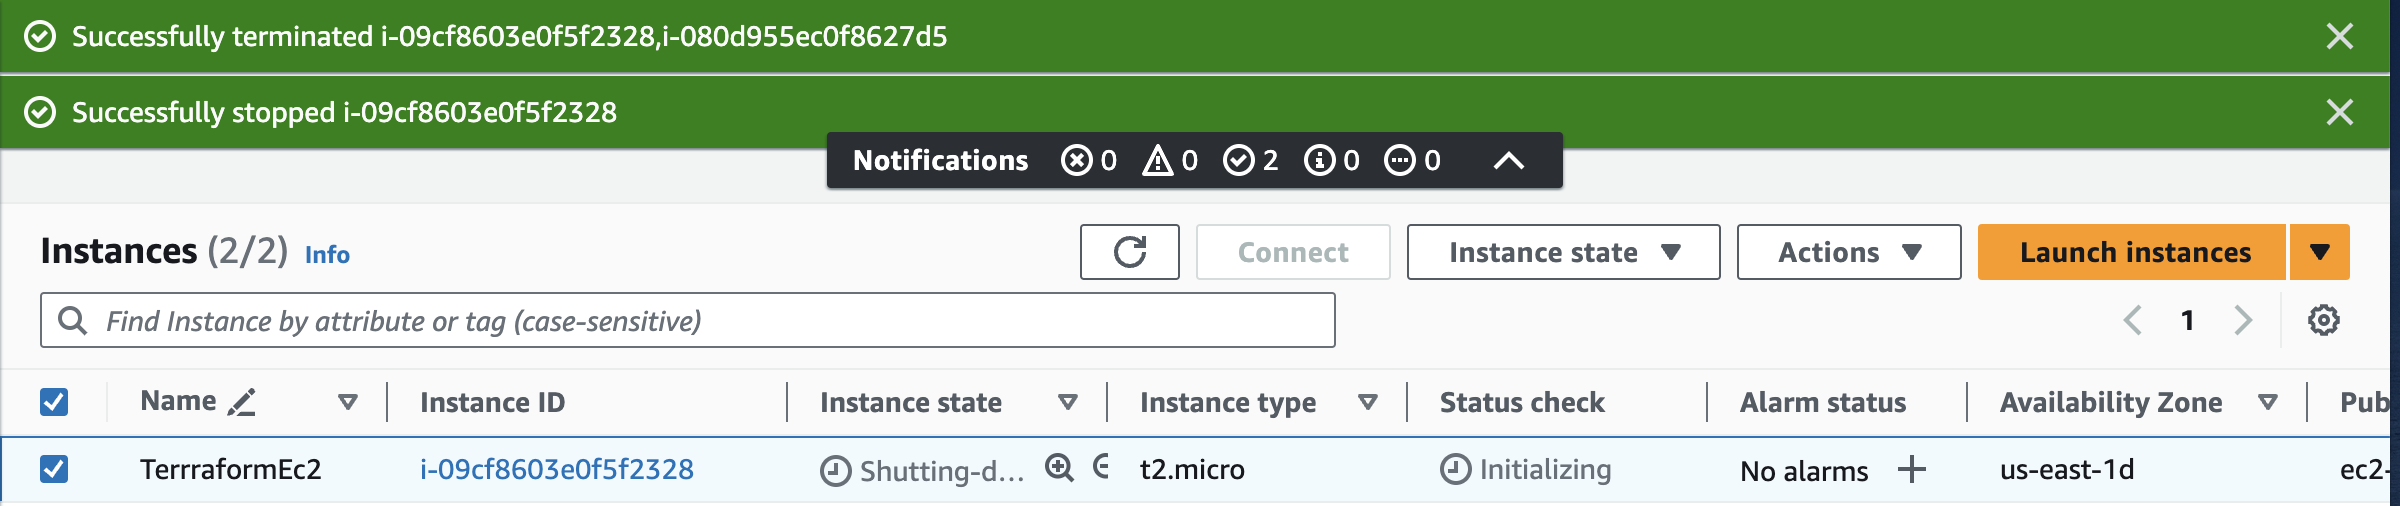 Successfully terminated i-09cf8603e0f5f2328,i-080d955ec0f8627d5
Successfully stopped i-09cf8603e0f5f2328
Notifications 0 0 2 0 0
Instances (2/2) Info Connect Instance state Actions Launch instances
Find Instance by attribute or tag (case-sensitive) 1
Name Instance ID Instance state Instance type Status check Alarm status Availability Zone Pub
TerrraformEc2 i-09cf8603e0f5f2328 Shutting-d... t2.micro Initializing No alarms us-east-1d ec2-